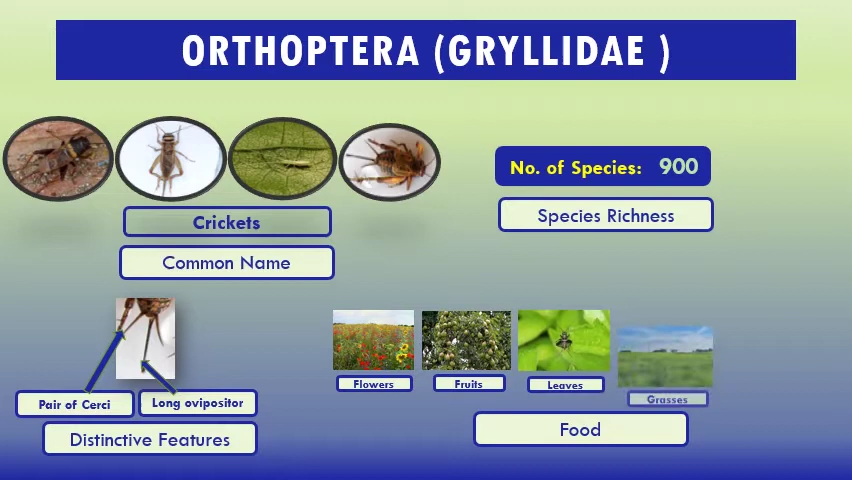 ORTHOPTERA (GRYLLIDAE )
No. of Species: 900
Species Richness
Crickets
Common Name
Pair of Cerci
Long ovipositor
Distinctive Features
Flowers
Fruits
Leaves
Grasses
Food